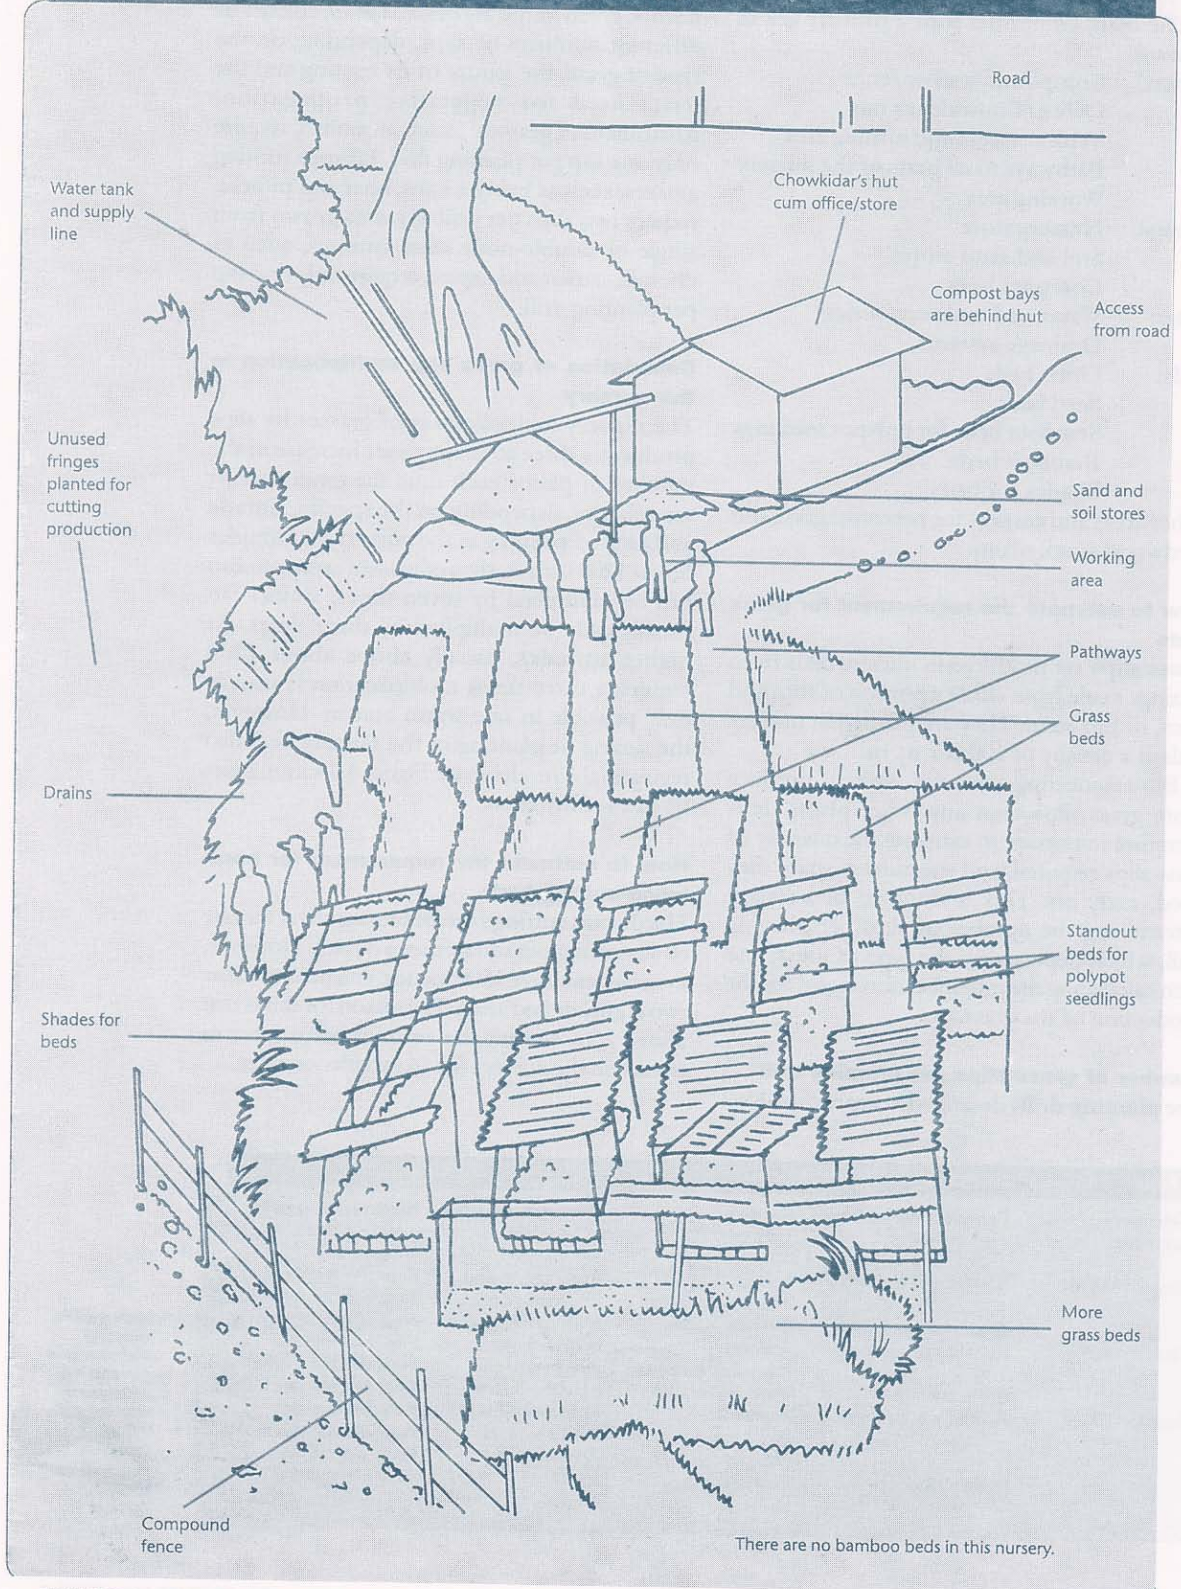 Road
Water tank
and supply
line
Chowkidar's hut
cum office/store
Compost bays
are behind hut
Access
from road
Unused
fringes
planted for
cutting
production
Sand and
soil stores
Working
area
Pathways
Grass
beds
Drains
Standout
beds for
polypot
seedlings
Shades for
beds
More
grass beds
Compound
fence
There are no bamboo beds in this nursery.